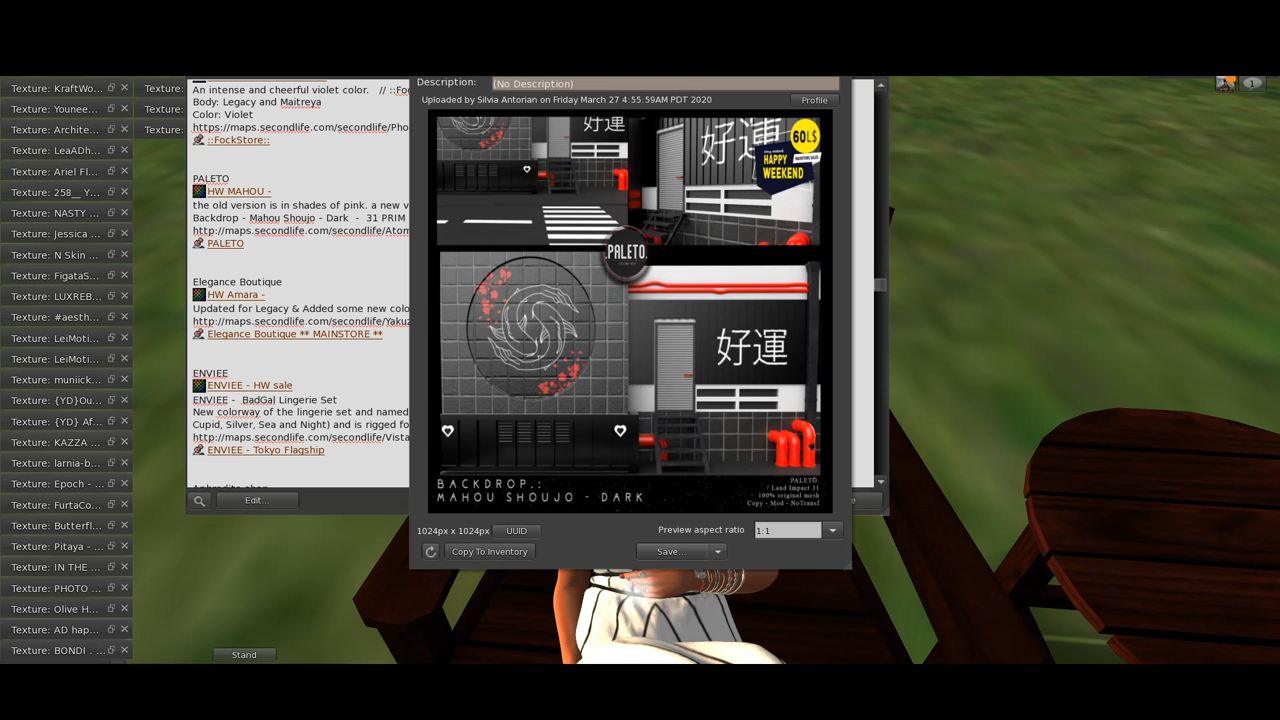 Texture: KraftWo...
Texture: Younee...
Texture: Archite...
Texture: LeaADh...
Texture: Ariel Fl...
Texture: 258__ Y...
Texture: NASTY ...
Texture: Jessica ...
Texture: N Skin ...
Texture: FigataS...
Texture: LUXREB...
Texture: #aesth...
Texture: LeiMoti...
Texture: LeiMoti...
Texture: muniick...
Texture: {YD}Ou...
Texture: {YD} Af...
Texture: KAZZA ...
Texture: larnia-b...
Texture: Epoch - ...
Texture: Furt&Co...
Texture: Butterfl...
Texture: Pitaya - ...
Texture: IN THE ...
Texture: PHOTO ...
Texture: Olive H...
Texture: AD hap...
Texture: BONDI . ...
Texture:
Texture:
Texture:
An intense and cheerful violet color. // ::Fo
Body: Legacy and Maitreya
Color: Violet
https://maps.secondlife.com/secondlife/Pho
::FockStore::
PALETO
HW MAHOU -
the old version is in shades of pink. a new v
Backdrop - Mahou Shoujo - Dark - 31 PRIM
http://maps.secondlife.com/secondlife/Atom
PALETO
Elegance Boutique
HW Amara -
Updated for Legacy & Added some new colo
http://maps.secondlife.com/secondlife/Yaku
Elegance Boutique ** MAINSTORE **
ENVIEE
ENVIEE - HW sale
ENVIEE - BadGal Lingerie Set
New colorway of the lingerie set and named
Cupid, Silver, Sea and Night) and is rigged fo
http://maps.secondlife.com/secondlife/Vista
ENVIEE - Tokyo Flagship
Edit...
Stand
Description: (No Description)
Uploaded by Silvia Antorian on Friday March 27 4:55:59AM PDT 2020
Profile
好運
好運
60L$
HAPPY
WEEKEND
.PALETO.
好運
BACKDROP.:
MAHOU SHOUJO - DARK
.PALETO.
/ Land Impact 31
100% original mesh
Copy - Mod - NoTransf
1024px x 1024px
UUID
Preview aspect ratio
1:1
Copy To Inventory
Save...
1